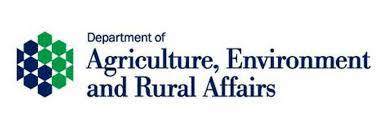 Department of
Agriculture, Environment
and Rural Affairs